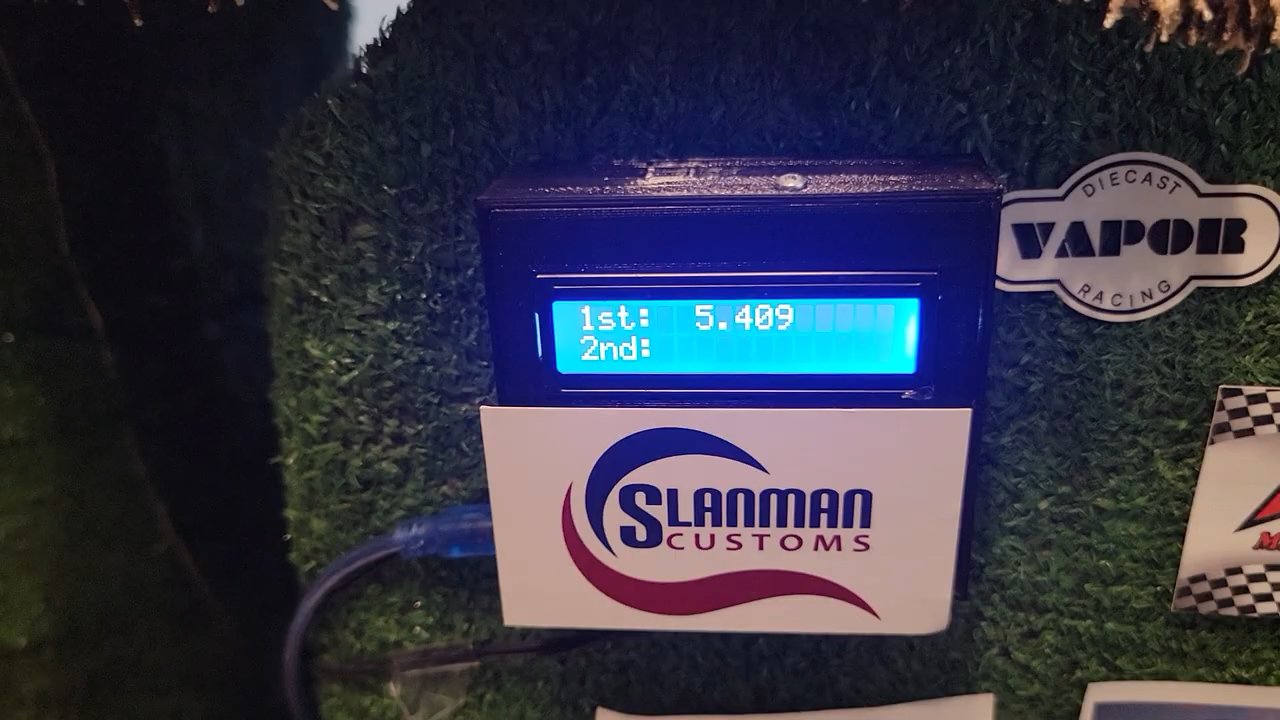 1st: 5.409
2nd:
DIECAST
VAPOR
RACING
SLANMAN
CUSTOMS